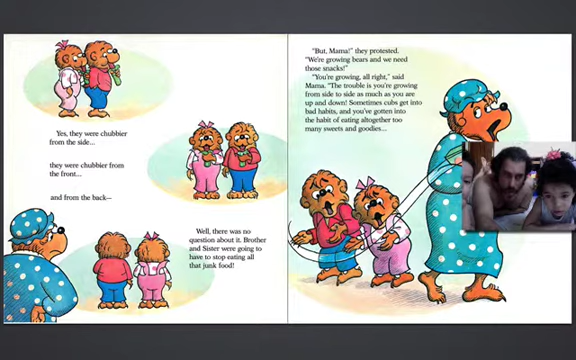 Yes, they were chubbier
from the side...
they were chubbier from
the front...
and from the back—
Well, there was no
question about it. Brother
and Sister were going to
have to stop eating all
that junk food!
"But, Mama!" they protested.
"We're growing bears and we need
those snacks!"
"You're growing, all right," said
Mama. "The trouble is you're growing
from side to side as much as you are
up and down! Sometimes cubs get into
bad habits, and you've gotten into
the habit of eating altogether too
many sweets and goodies...